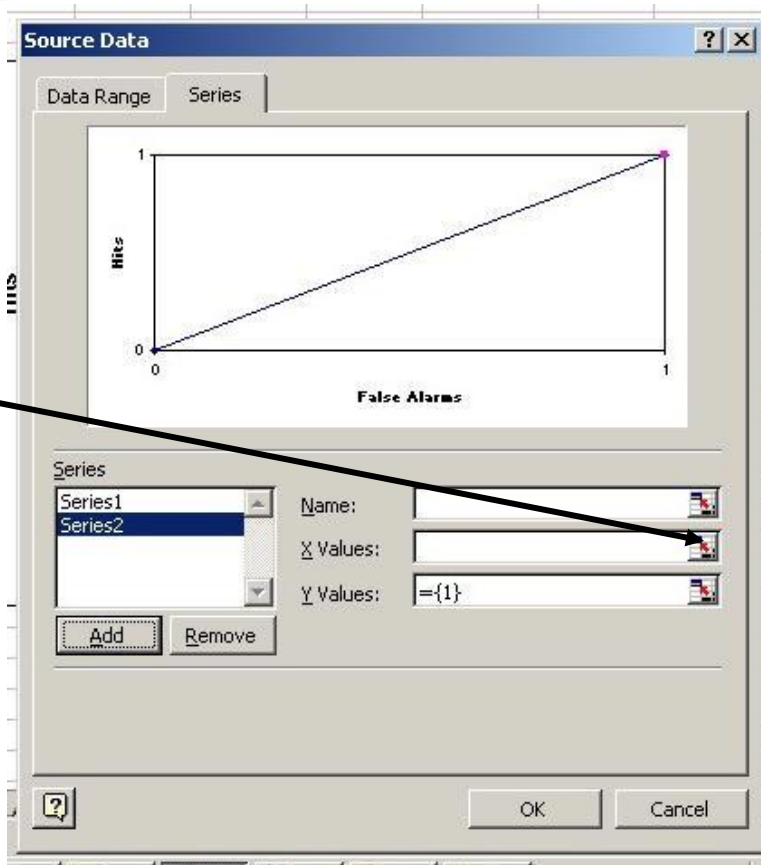 Source Data
? X
Data Range Series
1
Hits
0
0 1
False Alarms
Hits
Series
Series1
Series2
Name:
X Values:
Y Values: ={1}
Add Remove
?
OK Cancel